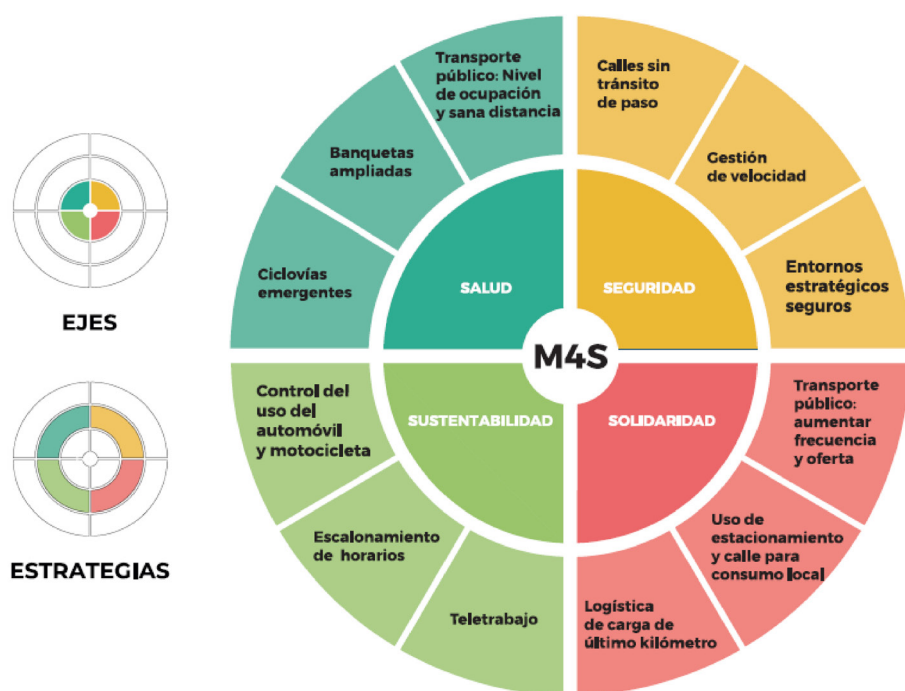 EJES
ESTRATEGIAS
Transporte
público: Nivel
de ocupación
y sana distancia
Banquetas
ampliadas
Ciclovías
emergentes
SALUD
Calles sin
tránsito
de paso
Gestión
de velocidad
Entornos
estratégicos
seguros
SEGURIDAD
M4S
Control del
uso del
automóvil
y motocicleta
Escalonamiento
de horarios
Teletrabajo
SUSTENTABILIDAD
SOLIDARIDAD
Transporte
público:
aumentar
frecuencia
y oferta
Uso de
estacionamiento
y calle para
consumo local
Logística
de carga de
último kilómetro